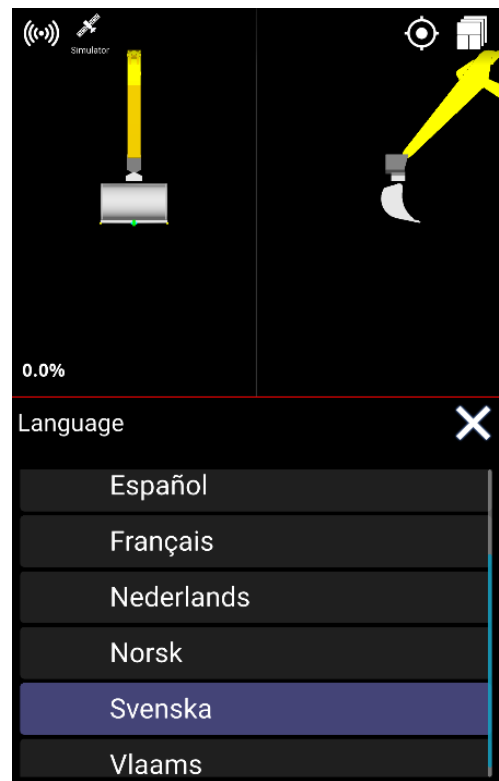 Simulator
0.0%
Language
Español
Français
Nederlands
Norsk
Svenska
Vlaams